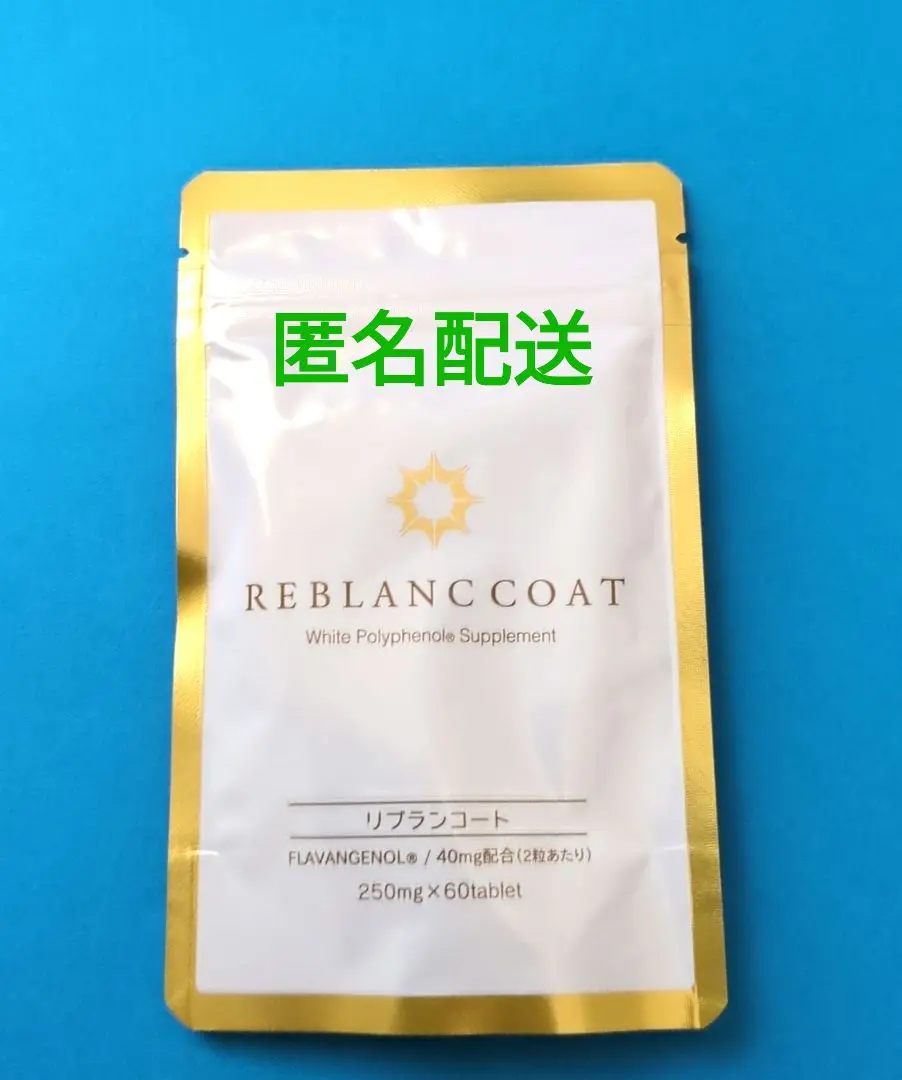 匿名配送
REBLANC COAT
White Polyphenol® Supplement
リブランコート
FLAVANGENOL® / 40mg配合(2粒あたり)
250mg×60tablet